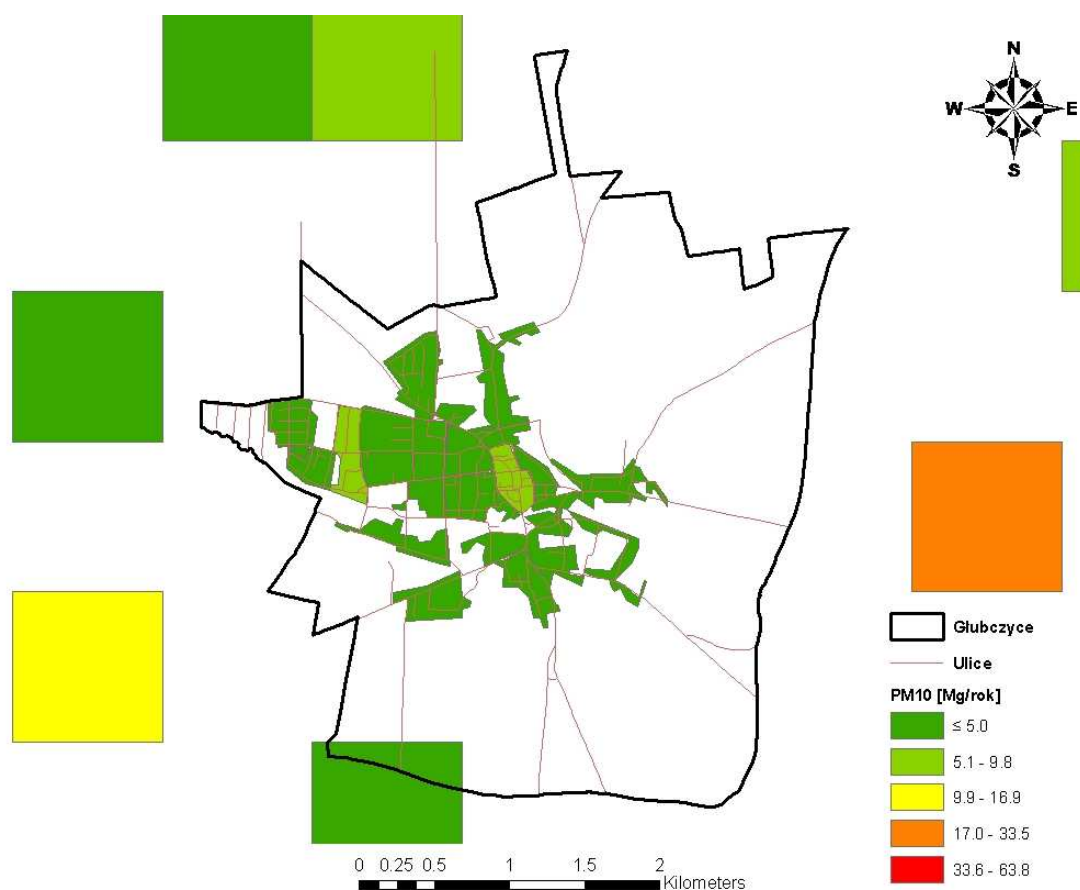 N
W E
S
Głubczyce
Ulice
PM10 [Mg/rok]
≤ 5.0
5.1 - 9.8
9.9 - 16.9
17.0 - 33.5
33.6 - 63.8
0 0.25 0.5 1 1.5 2
Kilometers